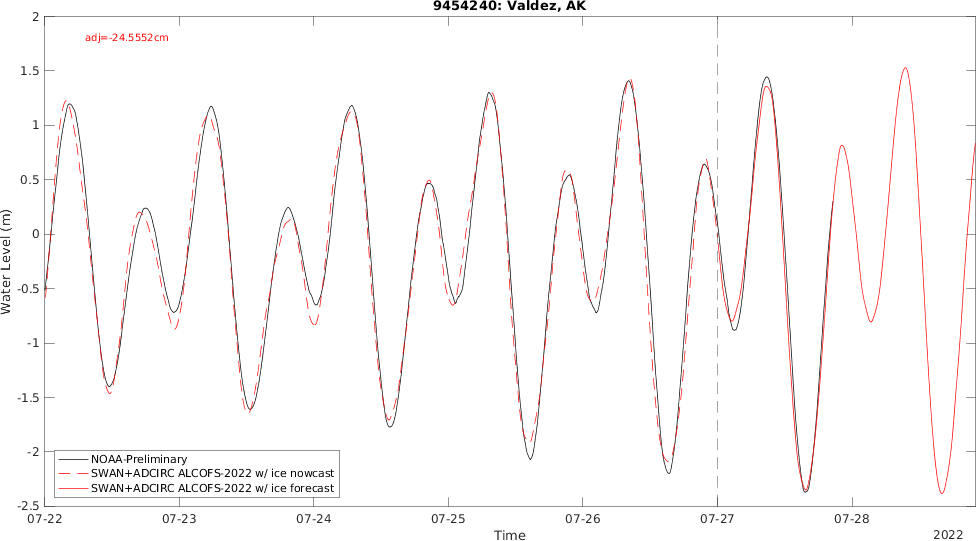 9454240: Valdez, AK
adj=-24.5552cm
2
1.5
1
0.5
0
-0.5
-1
-1.5
-2
-2.5
Water Level (m)
NOAA-Preliminary
SWAN+ADCIRC ALCOFS-2022 w/ ice nowcast
SWAN+ADCIRC ALCOFS-2022 w/ ice forecast
07-22 07-23 07-24 07-25 07-26 07-27 07-28
Time
2022